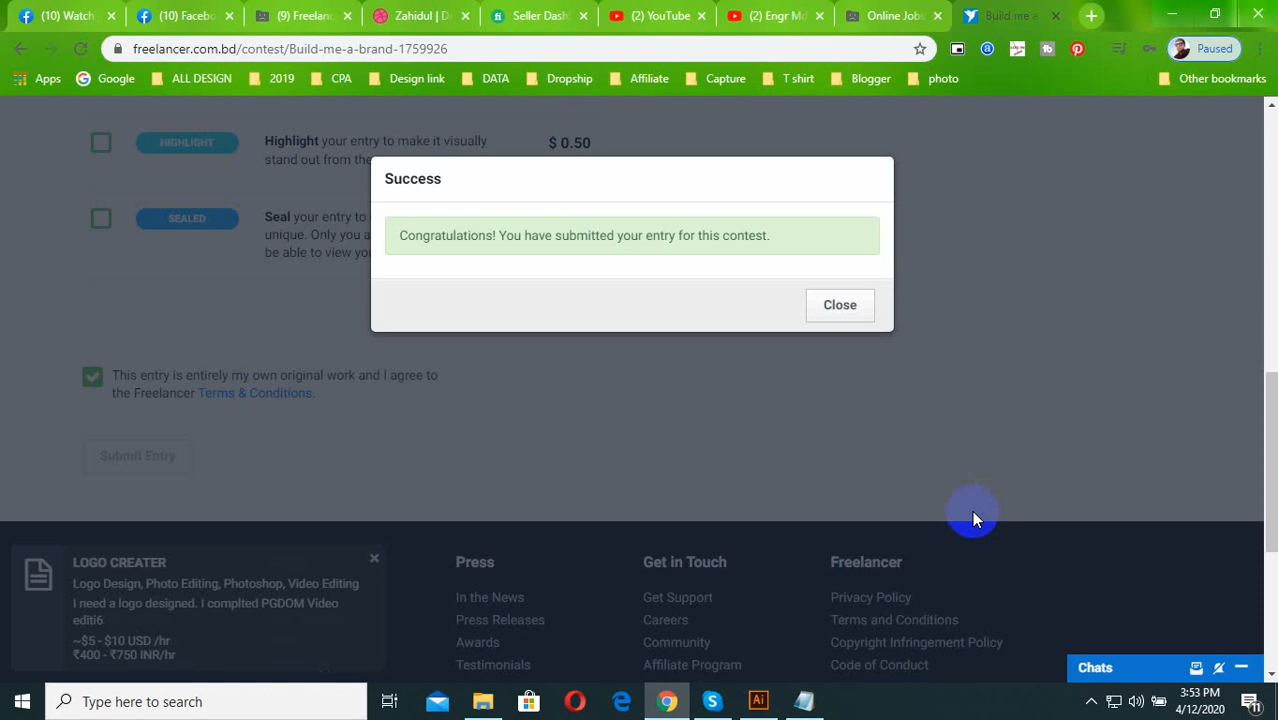 (10) Watch
(10) Facebo
(9) Freelanc
Zahidul | D
Seller Dash
(2) YouTube
(2) Engr Md
Online Jobs
Build me a
freelancer.com.bd/contest/Build-me-a-brand-1759926
Paused
Apps
Google
ALL DESIGN
2019
CPA
Design link
DATA
Dropship
Affiliate
Capture
T shirt
Blogger
photo
Other bookmarks
HIGHLIGHT
Highlight your entry to make it visually
stand out from the
$ 0.50
SEALED
Seal your entry to
unique. Only you a
be able to view you
Success
Congratulations! You have submitted your entry for this contest.
Close
This entry is entirely my own original work and I agree to
the Freelancer Terms & Conditions.
Submit Entry
LOGO CREATER
Logo Design, Photo Editing, Photoshop, Video Editing
I need a logo designed. I complted PGDOM Video
editi6
~$5 - $10 USD /hr
₹400 - ₹750 INR/hr
Press
In the News
Press Releases
Awards
Testimonials
Get in Touch
Get Support
Careers
Community
Affiliate Program
Freelancer
Privacy Policy
Terms and Conditions
Copyright Infringement Policy
Code of Conduct
Chats
Type here to search
3:53 PM
4/12/2020
11